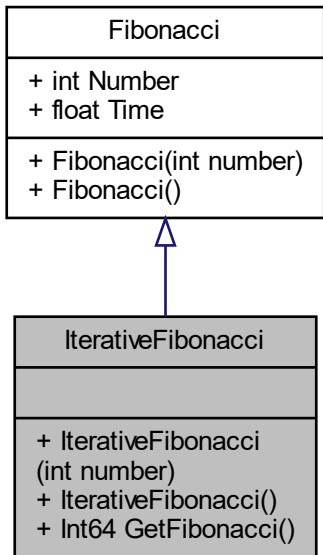 Fibonacci
+ int Number
+ float Time
+ Fibonacci(int number)
+ Fibonacci()
IterativeFibonacci
+ IterativeFibonacci
(int number)
+ IterativeFibonacci()
+ Int64 GetFibonacci()